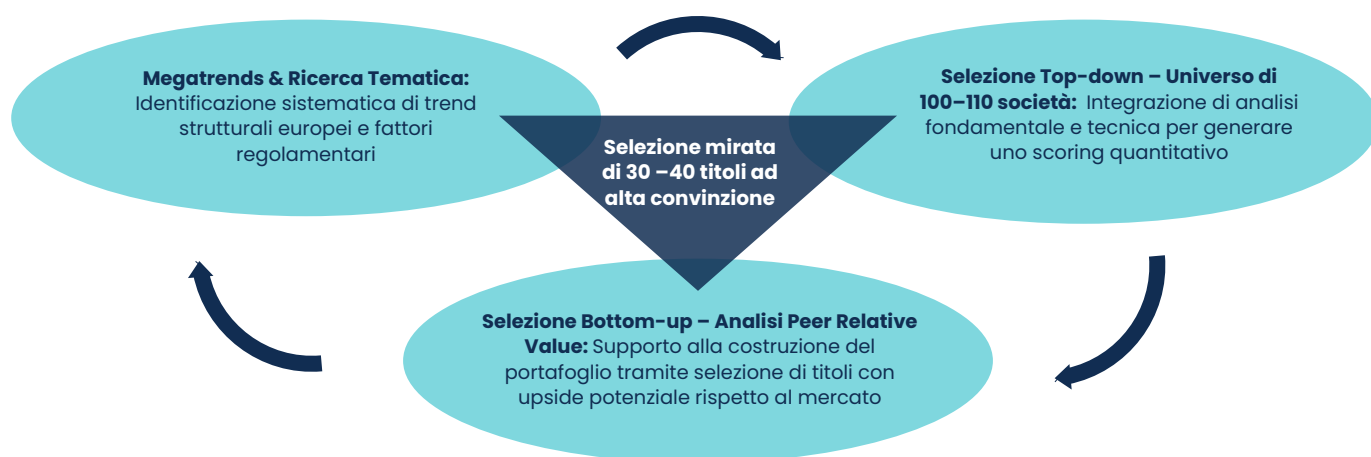 Megatrends & Ricerca Tematica:
Identificazione sistematica di trend
strutturali europei e fattori
regolamentari
Selezione Top-down – Universo di
100–110 società: Integrazione di analisi
fondamentale e tecnica per generare
uno scoring quantitativo
Selezione mirata
di 30 –40 titoli ad
alta convinzione
Selezione Bottom-up – Analisi Peer Relative
Value: Supporto alla costruzione del
portafoglio tramite selezione di titoli con
upside potenziale rispetto al mercato